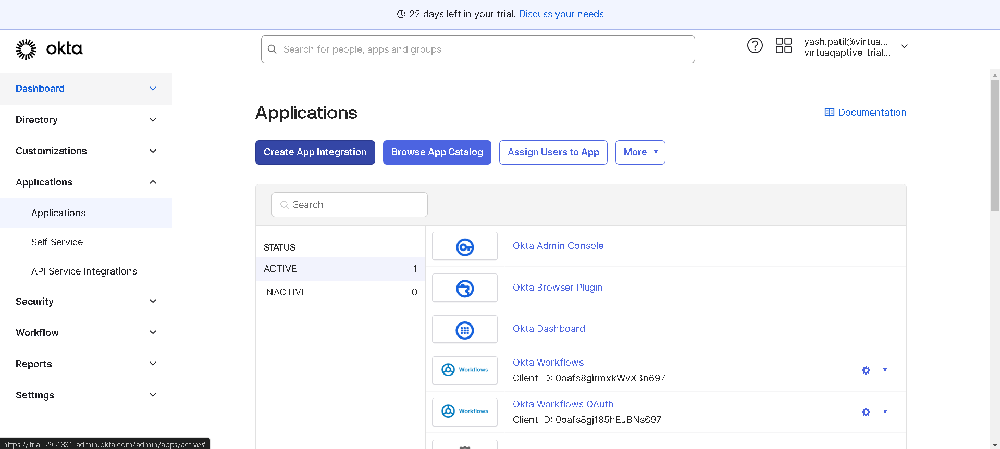 22 days left in your trial. Discuss your needs
okta
Search for people, apps and groups
yash.patil@virtua...
virtuaqaptive-trial...
Dashboard
Directory
Customizations
Applications
Applications
Self Service
API Service Integrations
Security
Workflow
Reports
Settings
Applications
Documentation
Create App Integration
Browse App Catalog
Assign Users to App
More
Search
STATUS
ACTIVE 1
INACTIVE 0
Okta Admin Console
Okta Browser Plugin
Okta Dashboard
Workflows
Okta Workflows
Client ID: 0oafs8girmxkWvXBn697
Workflows
Okta Workflows OAuth
Client ID: 0oafs8gj185hEJBNs697
https://trial-2951331-admin.okta.com/admin/apps/active#